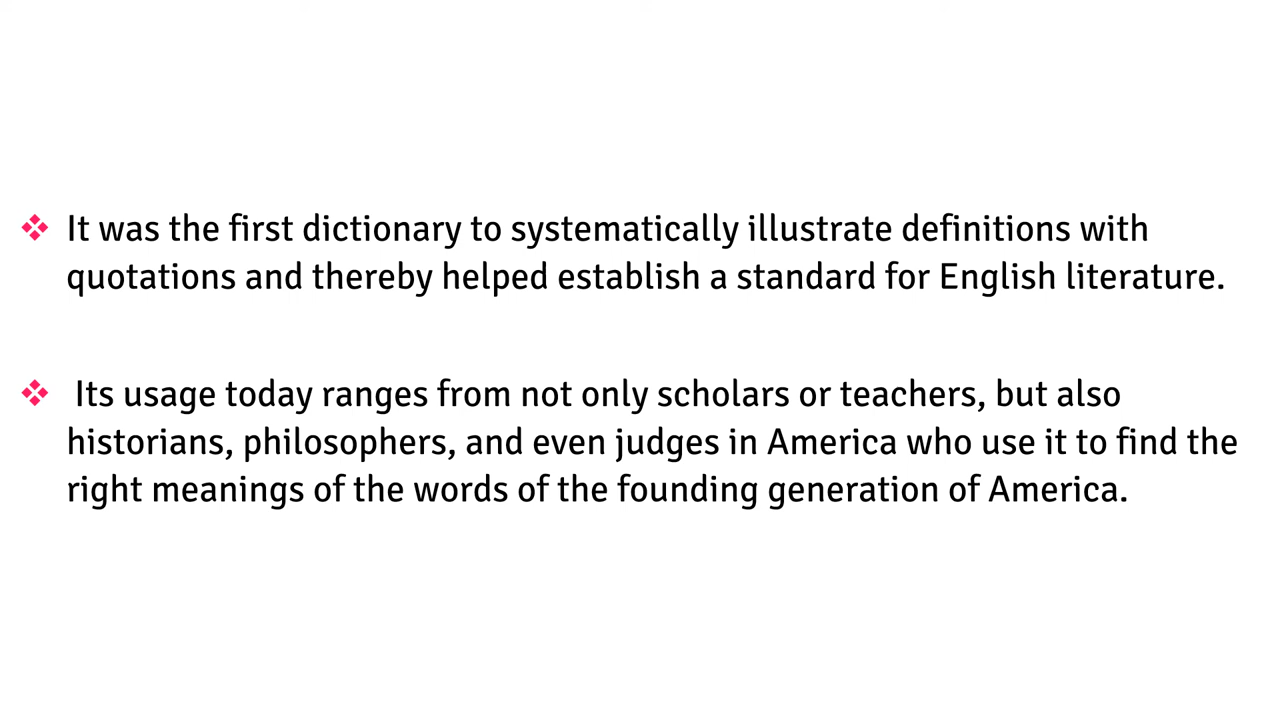 ❖ It was the first dictionary to systematically illustrate definitions with
quotations and thereby helped establish a standard for English literature.
❖ Its usage today ranges from not only scholars or teachers, but also
historians, philosophers, and even judges in America who use it to find the
right meanings of the words of the founding generation of America.